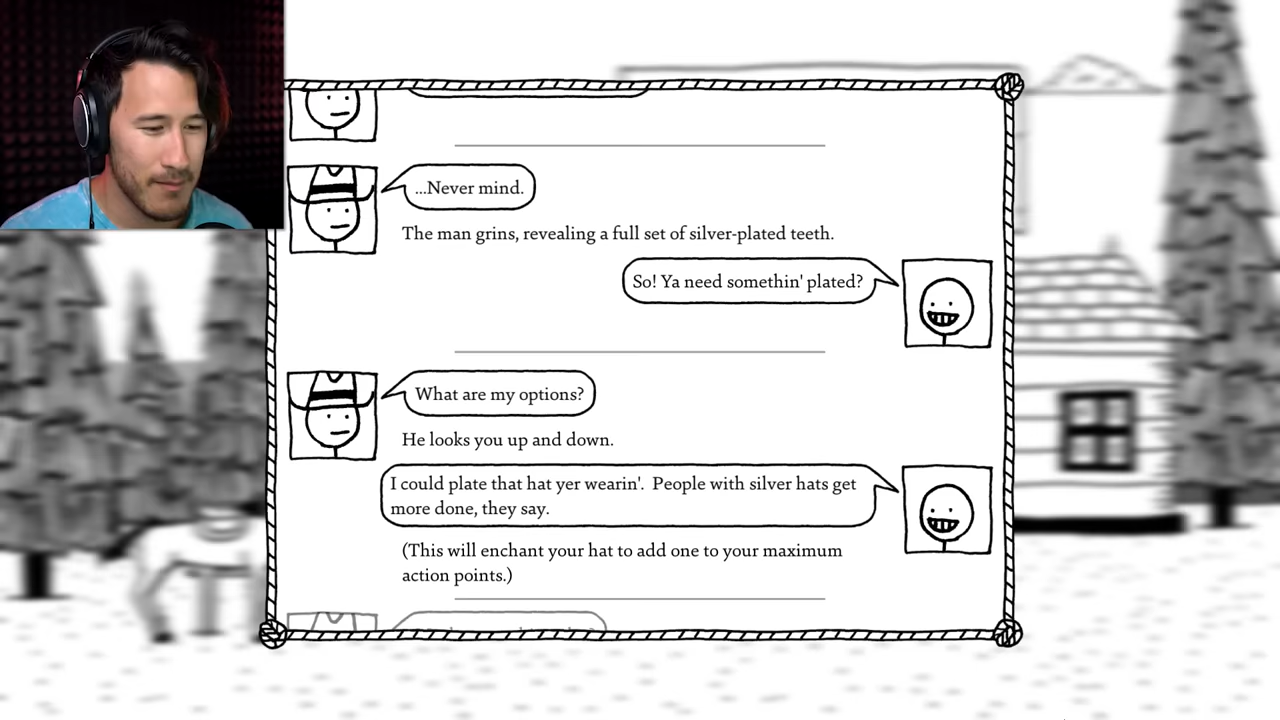 ...Never mind.
The man grins, revealing a full set of silver-plated teeth.
So! Ya need somethin' plated?
What are my options?
He looks you up and down.
I could plate that hat yer wearin'.  People with silver hats get
more done, they say.
(This will enchant your hat to add one to your maximum
action points.)